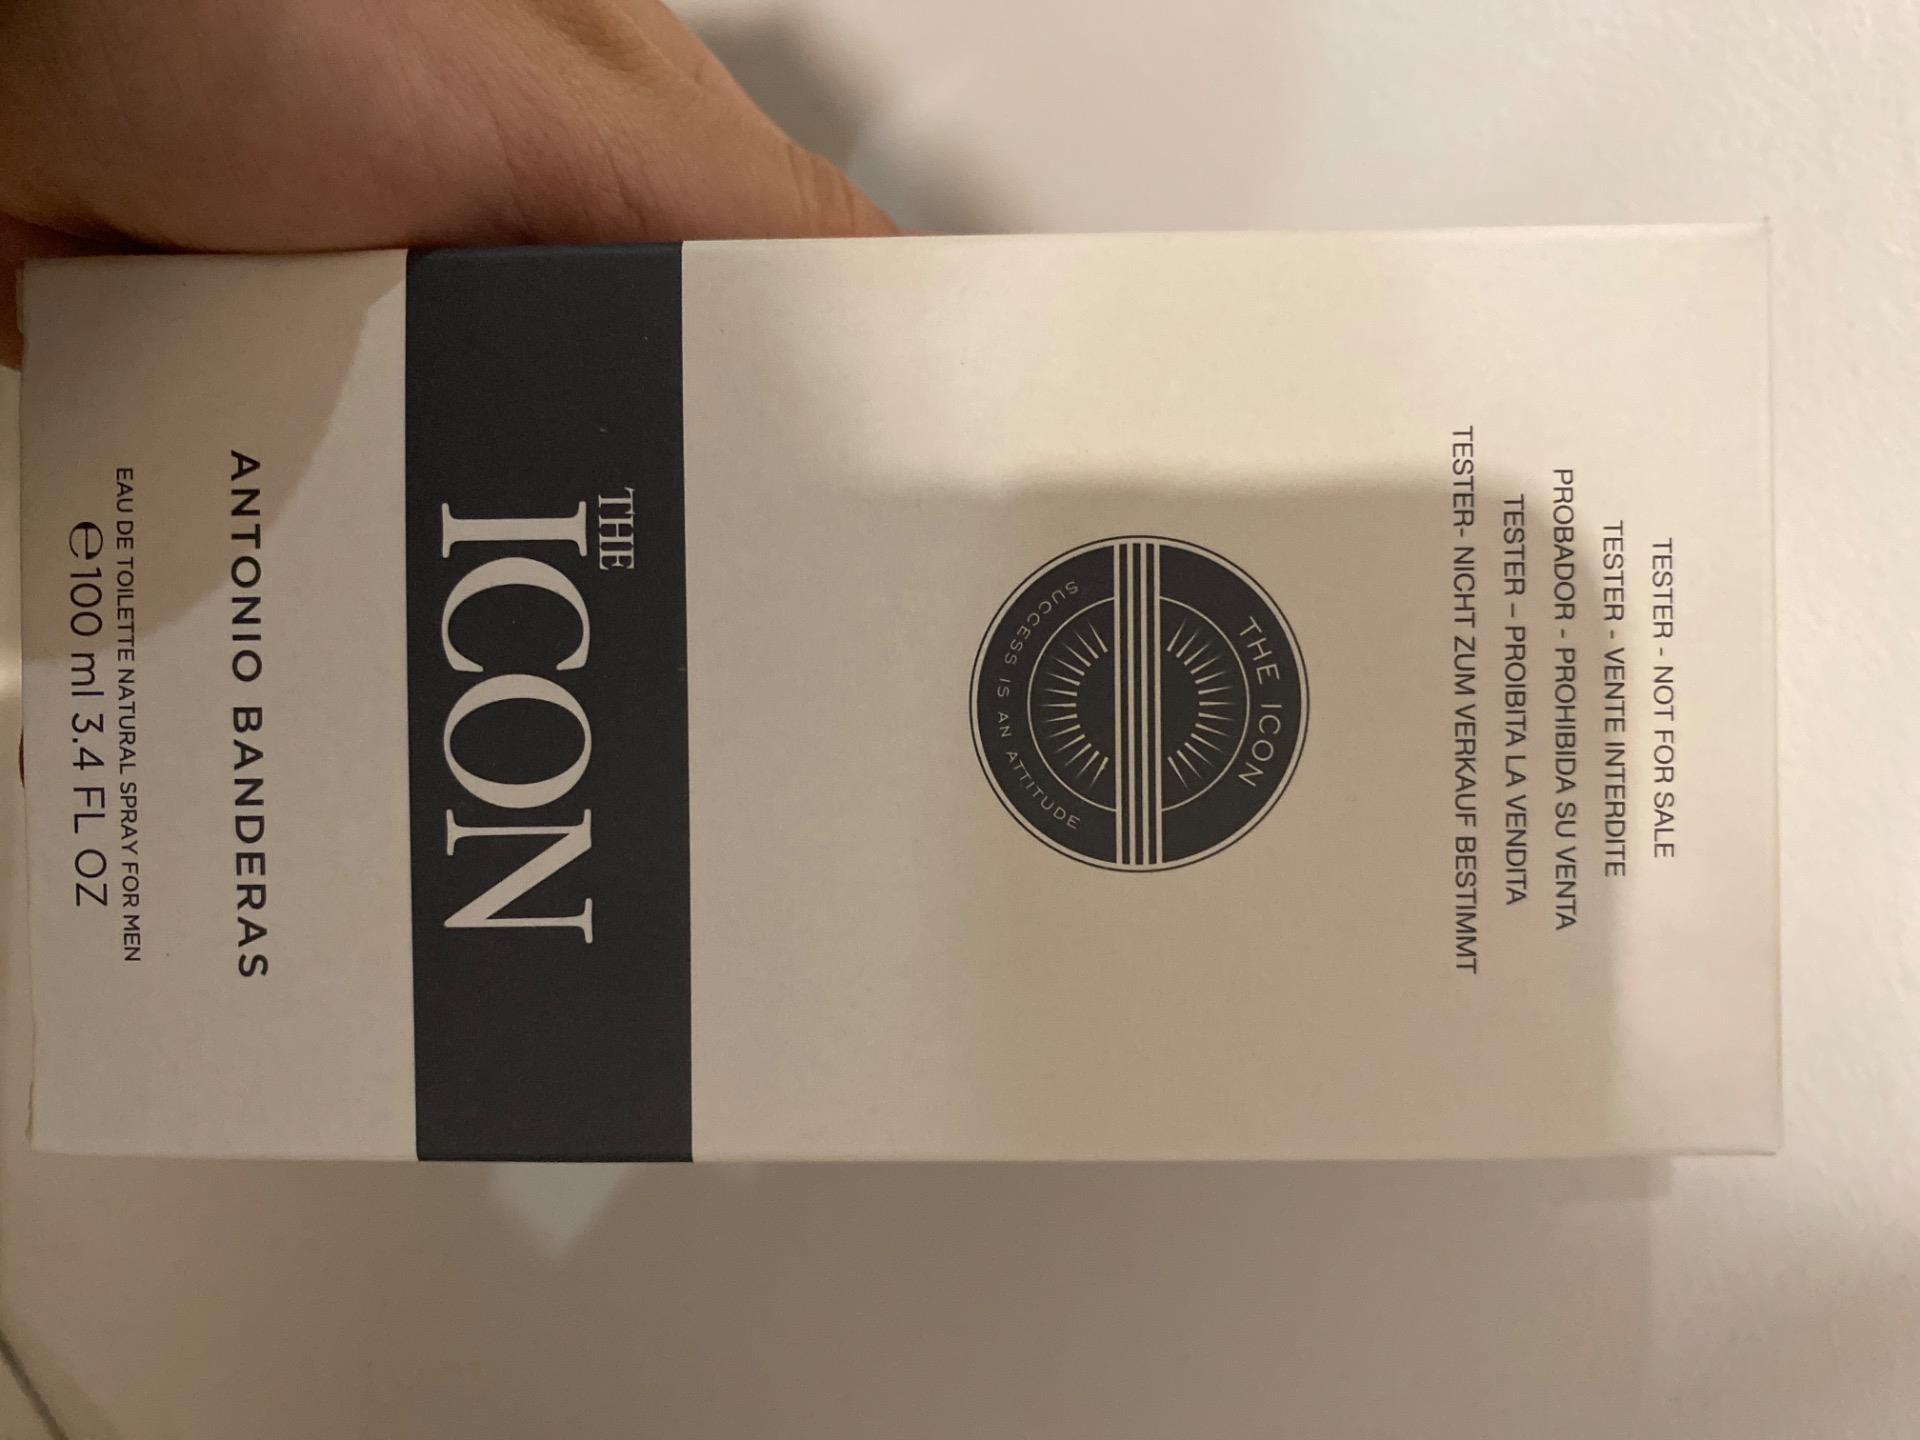 TESTER - NOT FOR SALE
TESTER - VENTE INTERDITE
PROBADOR - PROHIBIDA SU VENTA
TESTER – PROIBITA LA VENDITA
TESTER- NICHT ZUM VERKAUF BESTIMMT
THE ICON
SUCCESS IS AN ATTITUDE
THE
ICON
ANTONIO BANDERAS
EAU DE TOILETTE NATURAL SPRAY FOR MEN
℮100 ml 3.4 FL OZ